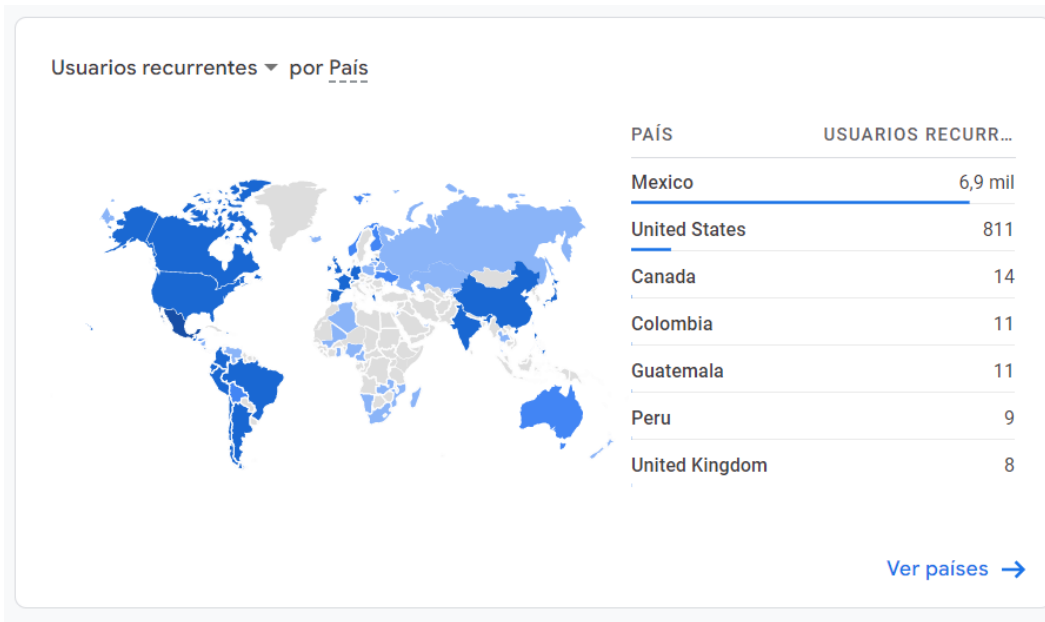 Usuarios recurrentes por País
PAÍS USUARIOS RECURR...
Mexico 6,9 mil
United States 811
Canada 14
Colombia 11
Guatemala 11
Peru 9
United Kingdom 8
Ver países